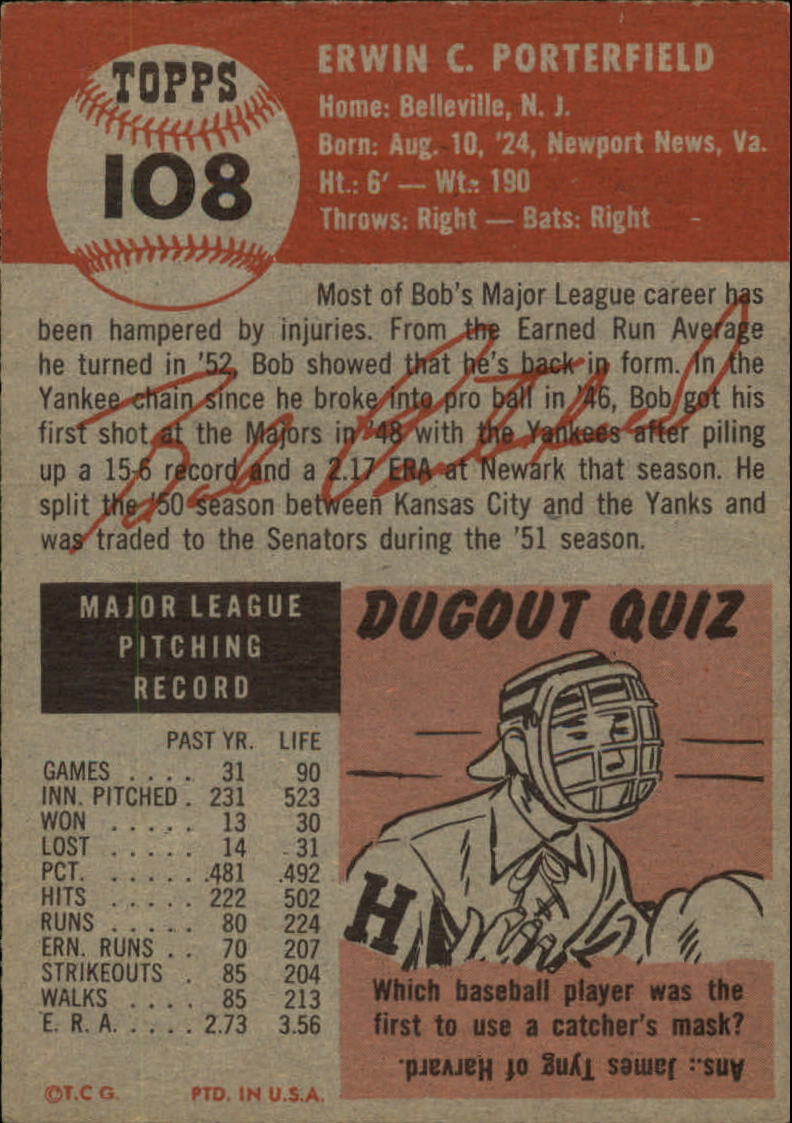 TOPPS
108
ERWIN C. PORTERFIELD
Home: Belleville, N. J.
Born: Aug. 10, '24, Newport News, Va.
Ht.: 6' — Wt.: 190
Throws: Right — Bats: Right
Most of Bob's Major League career has
been hampered by injuries. From the Earned Run Average
he turned in '52, Bob showed that he's back in form. In the
Yankee chain since he broke into pro ball in '46, Bob got his
first shot at the Majors in '48 with the Yankees after piling
up a 15-6 record and a 2.17 ERA at Newark that season. He
split the '50 season between Kansas City and the Yanks and
was traded to the Senators during the '51 season.
Bob Porterfield
MAJOR LEAGUE
PITCHING
RECORD
PAST YR. LIFE
GAMES . . . . 31 90
INN. PITCHED . 231 523
WON . . . . . 13 30
LOST . . . . . 14 31
PCT. . . . . . .481 .492
HITS . . . . . 222 502
RUNS . . . . . 80 224
ERN. RUNS . . 70 207
STRIKEOUTS . 85 204
WALKS . . . . 85 213
E. R. A. . . . . 2.73 3.56
©T.C G. PTD. IN U.S.A.
DUGOUT QUIZ
H
Which baseball player was the
first to use a catcher's mask?
Ans.: James Tyng of Harvard.